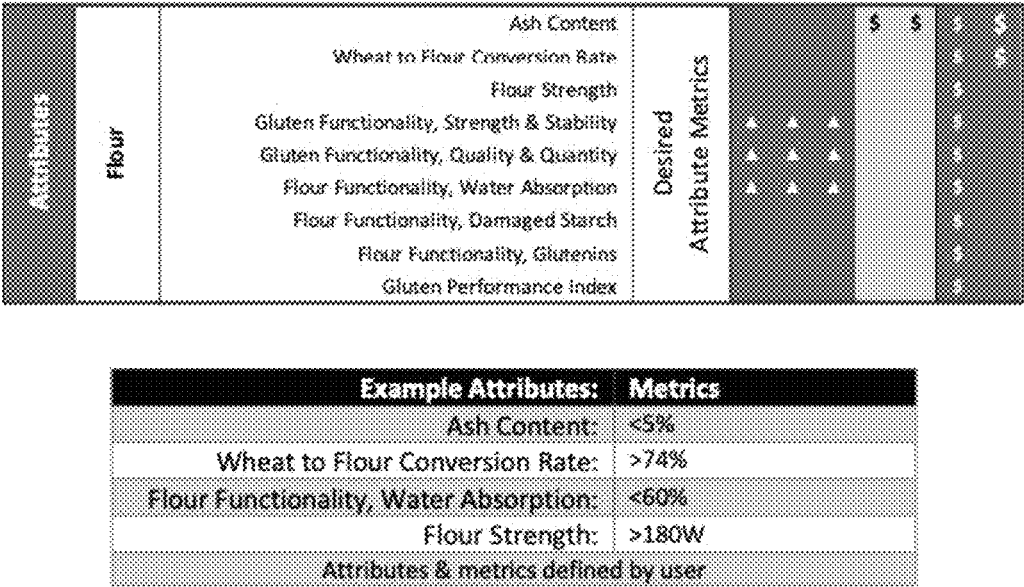 Attributes
Flour
Ash Content
Wheat to Flour Conversion Rate
Flour Strength
Gluten Functionality, Strength & Stability
Gluten Functionality, Quality & Quantity
Flour Functionality, Water Absorption
Flour Functionality, Damaged Starch
Flour Functionality, Glutenins
Gluten Performance Index
Desired
Attribute Metrics
▲ ▲ ▲
▲ ▲ ▲
▲ ▲ ▲
$ $ $ $
$ $
$
$
$
$
$
$
$
Example Attributes: Metrics
Ash Content: <5%
Wheat to Flour Conversion Rate: >74%
Flour Functionality, Water Absorption: <60%
Flour Strength: >180W
Attributes & metrics defined by user